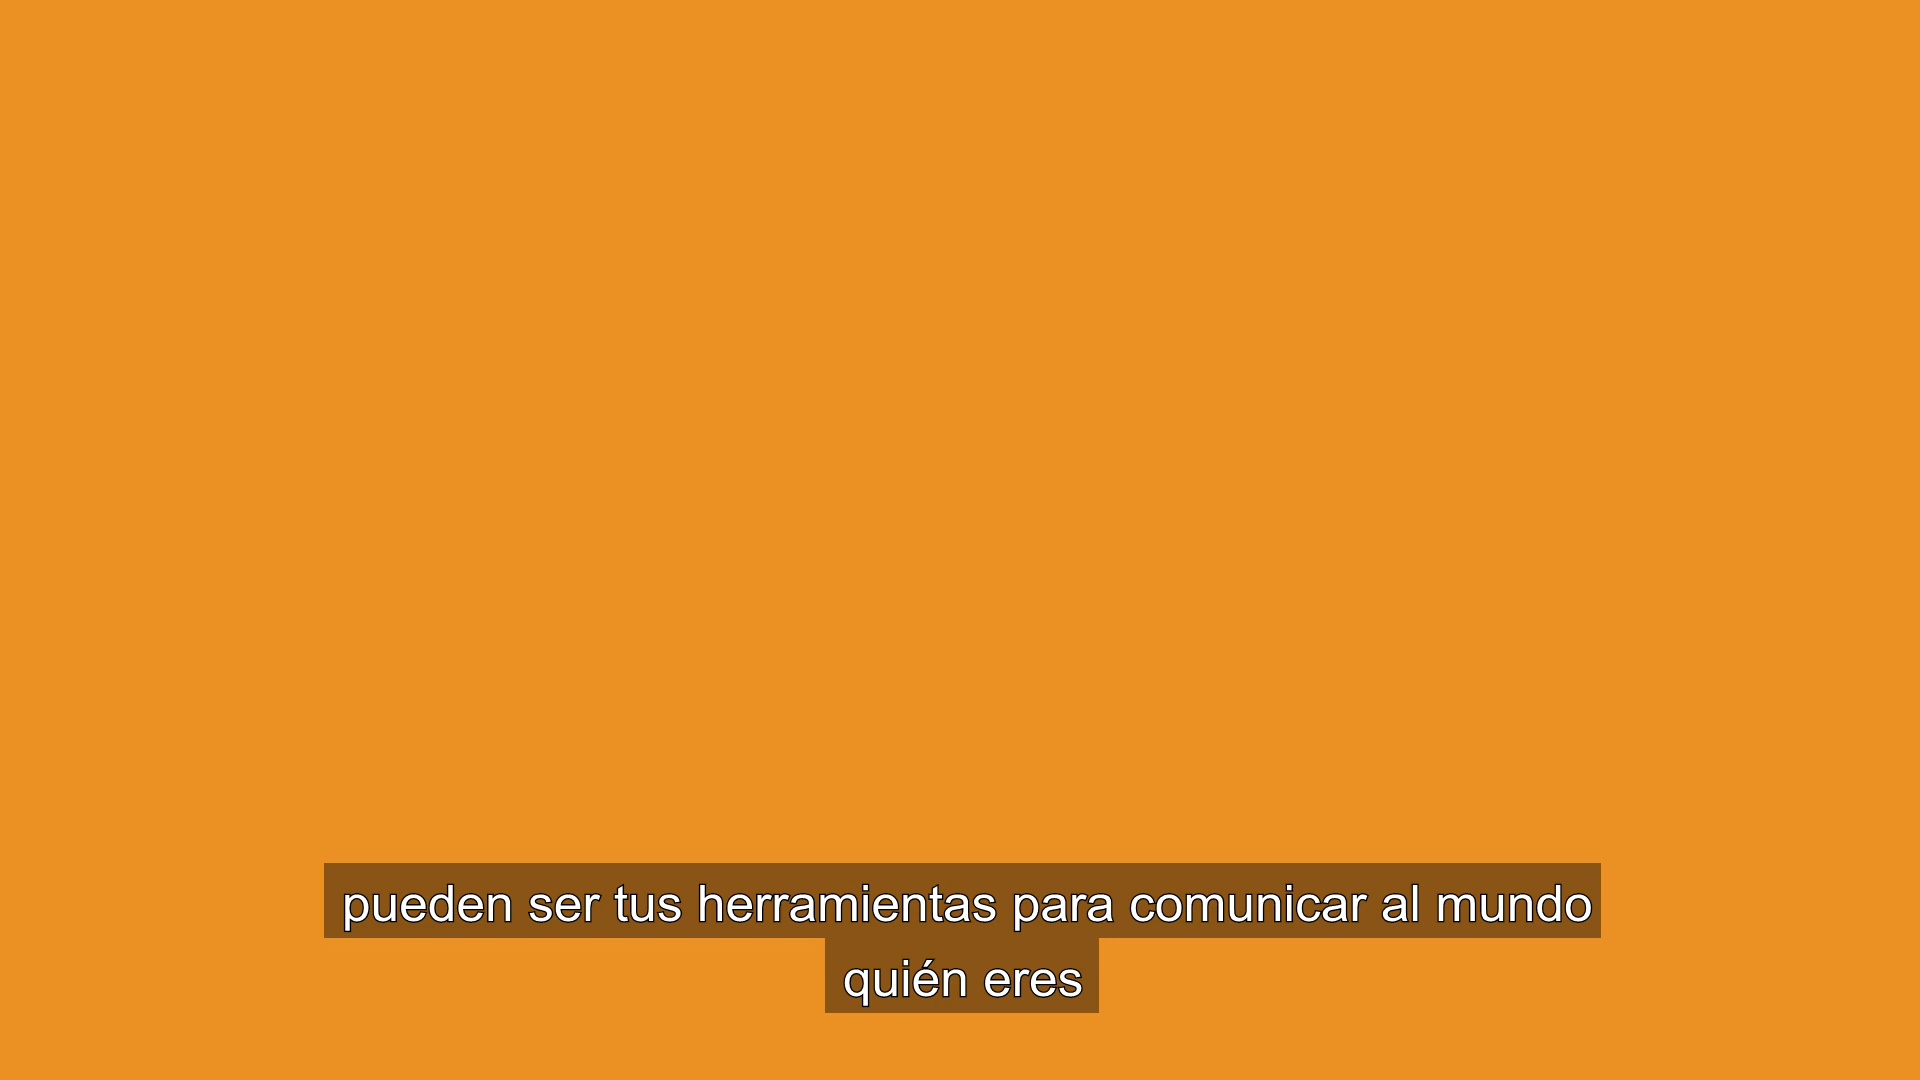 pueden ser tus herramientas para comunicar al mundo
quién eres